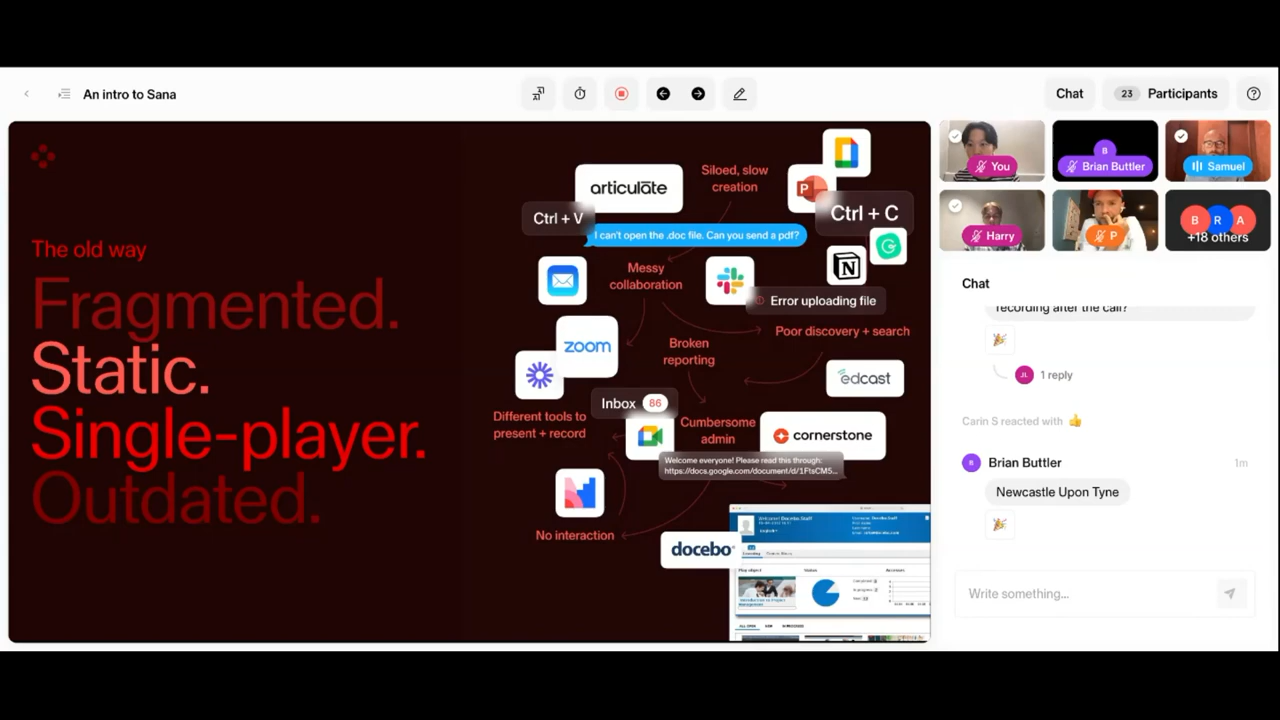 An intro to Sana
Chat
23 Participants
The old way
Fragmented.
Static.
Single-player.
Outdated.
articulate
Siloed, slow
creation
P
Ctrl + V
Ctrl + C
I can't open the .doc file. Can you send a pdf?
Messy
collaboration
N
Error uploading file
Poor discovery + search
zoom
Broken
reporting
edcast
Inbox 86
Different tools to
present + record
Cumbersome
admin
cornerstone
Welcome everyone! Please read this through:
https://docs.google.com/document/d/1FtsCM5...
No interaction
docebo
Status
You
B
Brian Buttler
Samuel
Harry
P
B R A
+18 others
Chat
recording after the call?
JL 1 reply
Carin S reacted with 👍
B Brian Buttler 1m
Newcastle Upon Tyne
Write something...